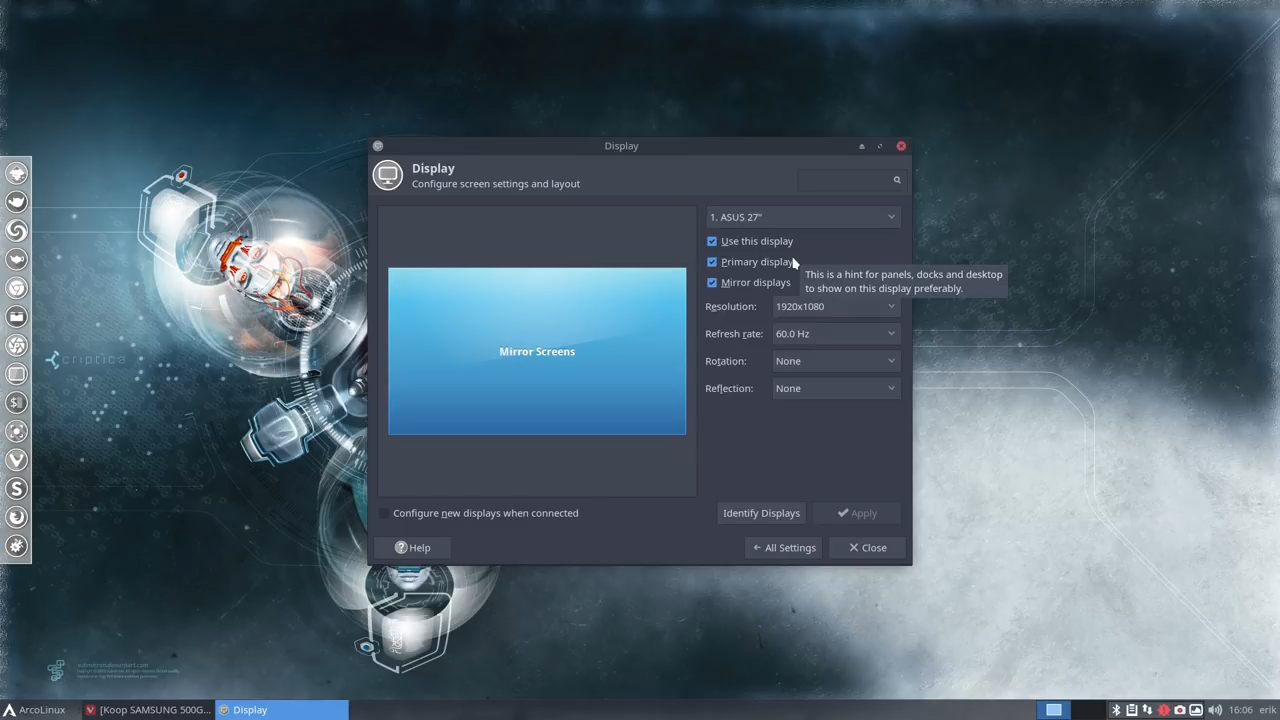 Display
Display
Configure screen settings and layout
1. ASUS 27"
Use this display
Primary display
This is a hint for panels, docks and desktop
to show on this display preferably.
Mirror displays
Resolution: 1920x1080
Refresh rate: 60.0 Hz
Rotation: None
Reflection: None
Mirror Screens
Configure new displays when connected
Identify Displays
Apply
Help
All Settings
Close
criptica
ArcoLinux
[Koop SAMSUNG 500G...
Display
16:06 erik